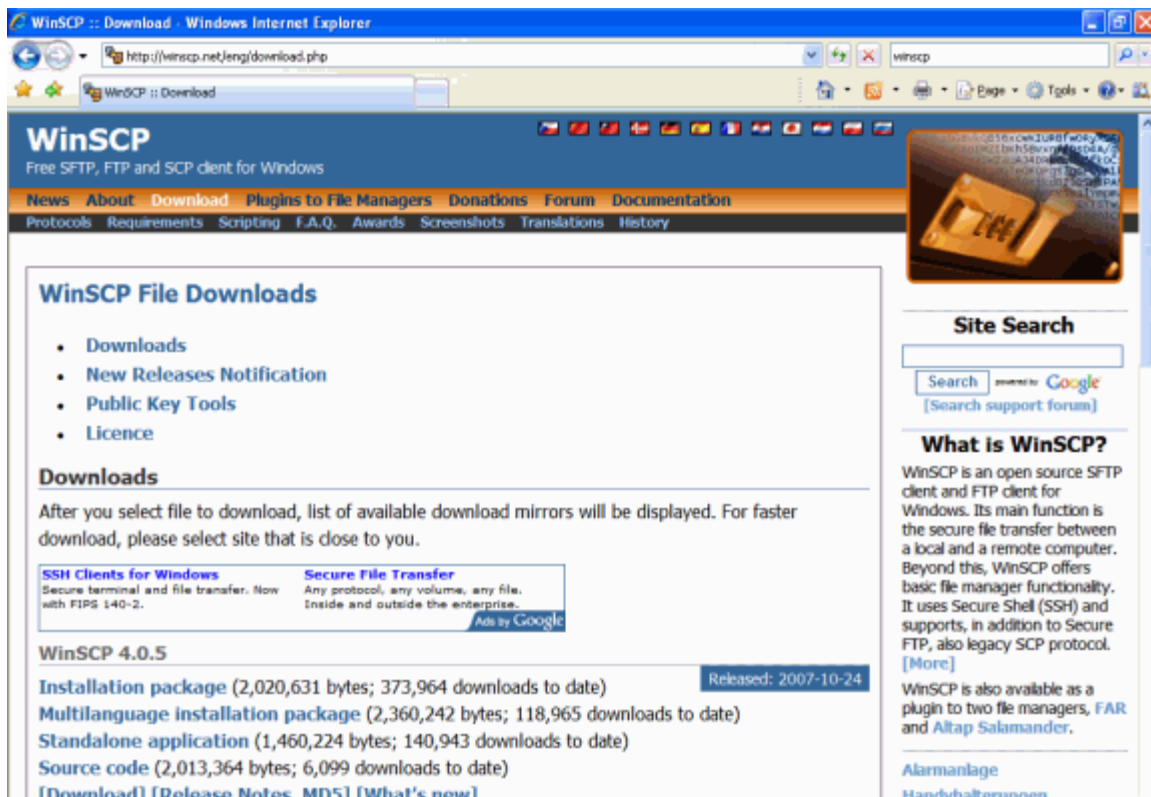 WinSCP :: Download - Windows Internet Explorer
http://winscp.net/eng/download.php
winscp
WinSCP :: Download
Page
Tools
WinSCP
Free SFTP, FTP and SCP client for Windows
News About Download Plugins to File Managers Donations Forum Documentation
Protocols Requirements Scripting F.A.Q. Awards Screenshots Translations History
WinSCP File Downloads
Downloads
New Releases Notification
Public Key Tools
Licence
Downloads
After you select file to download, list of available download mirrors will be displayed. For faster
download, please select site that is close to you.
SSH Clients for Windows
Secure terminal and file transfer. Now
with FIPS 140-2.
Secure File Transfer
Any protocol, any volume, any file.
Inside and outside the enterprise.
Ads by Google
WinSCP 4.0.5
Released: 2007-10-24
Installation package (2,020,631 bytes; 373,964 downloads to date)
Multilanguage installation package (2,360,242 bytes; 118,965 downloads to date)
Standalone application (1,460,224 bytes; 140,943 downloads to date)
Source code (2,013,364 bytes; 6,099 downloads to date)
[Download] [Release Notes, MD5] [What's new]
Site Search
Search powered by Google
[Search support forum]
What is WinSCP?
WinSCP is an open source SFTP
client and FTP client for
Windows. Its main function is
the secure file transfer between
a local and a remote computer.
Beyond this, WinSCP offers
basic file manager functionality.
It uses Secure Shell (SSH) and
supports, in addition to Secure
FTP, also legacy SCP protocol.
[More]
WinSCP is also available as a
plugin to two file managers, FAR
and Altap Salamander.
Alarmanlage
Handyhalterungen